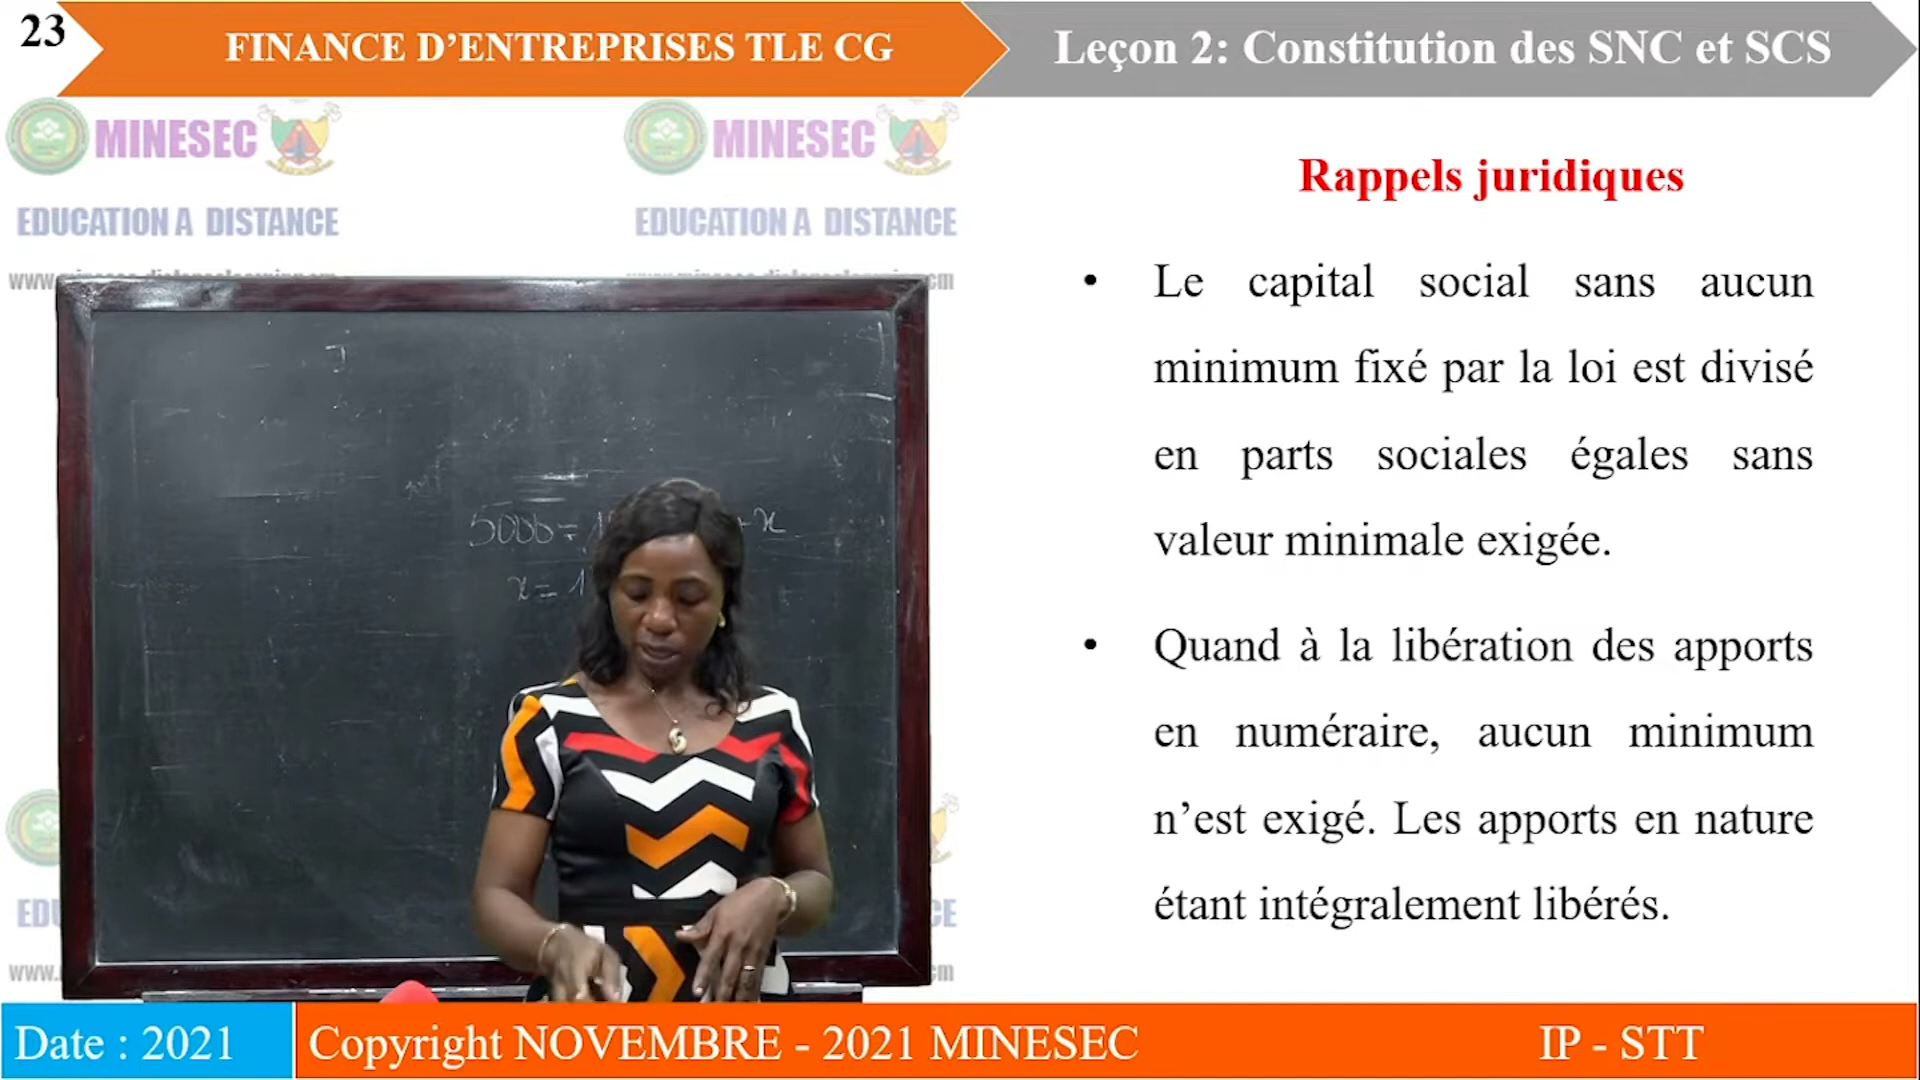 23
FINANCE D’ENTREPRISES TLE CG
Leçon 2: Constitution des SNC et SCS
MINESEC
MINESEC
EDUCATION A DISTANCE
EDUCATION A DISTANCE
Rappels juridiques
• Le capital social sans aucun
minimum fixé par la loi est divisé
en parts sociales égales sans
valeur minimale exigée.
• Quand à la libération des apports
en numéraire, aucun minimum
n’est exigé. Les apports en nature
étant intégralement libérés.
5000 = 1
x
x = 1
Date : 2021
Copyright NOVEMBRE - 2021 MINESEC
IP - STT